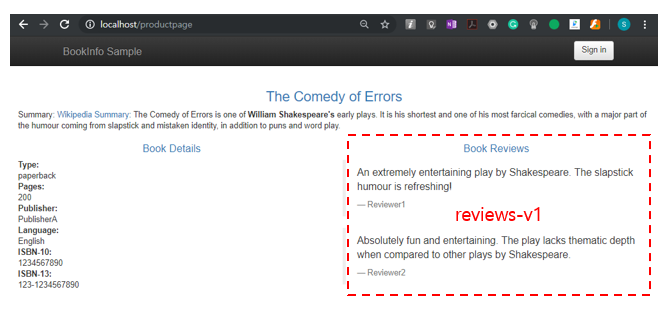 localhost/productpage
BookInfo Sample
Sign in
The Comedy of Errors
Summary: Wikipedia Summary: The Comedy of Errors is one of William Shakespeare's early plays. It is his shortest and one of his most farcical comedies, with a major part of
the humour coming from slapstick and mistaken identity, in addition to puns and word play.
Book Details
Type:
paperback
Pages:
200
Publisher:
PublisherA
Language:
English
ISBN-10:
1234567890
ISBN-13:
123-1234567890
Book Reviews
An extremely entertaining play by Shakespeare. The slapstick
humour is refreshing!
— Reviewer1
reviews-v1
Absolutely fun and entertaining. The play lacks thematic depth
when compared to other plays by Shakespeare.
— Reviewer2